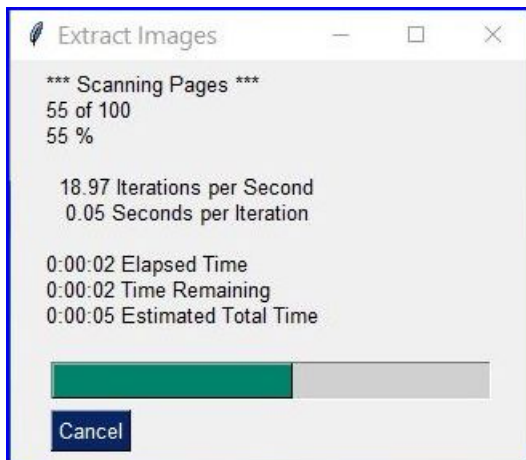 Extract Images
*** Scanning Pages ***
55 of 100
55 %
18.97 Iterations per Second
0.05 Seconds per Iteration
0:00:02 Elapsed Time
0:00:02 Time Remaining
0:00:05 Estimated Total Time
Cancel